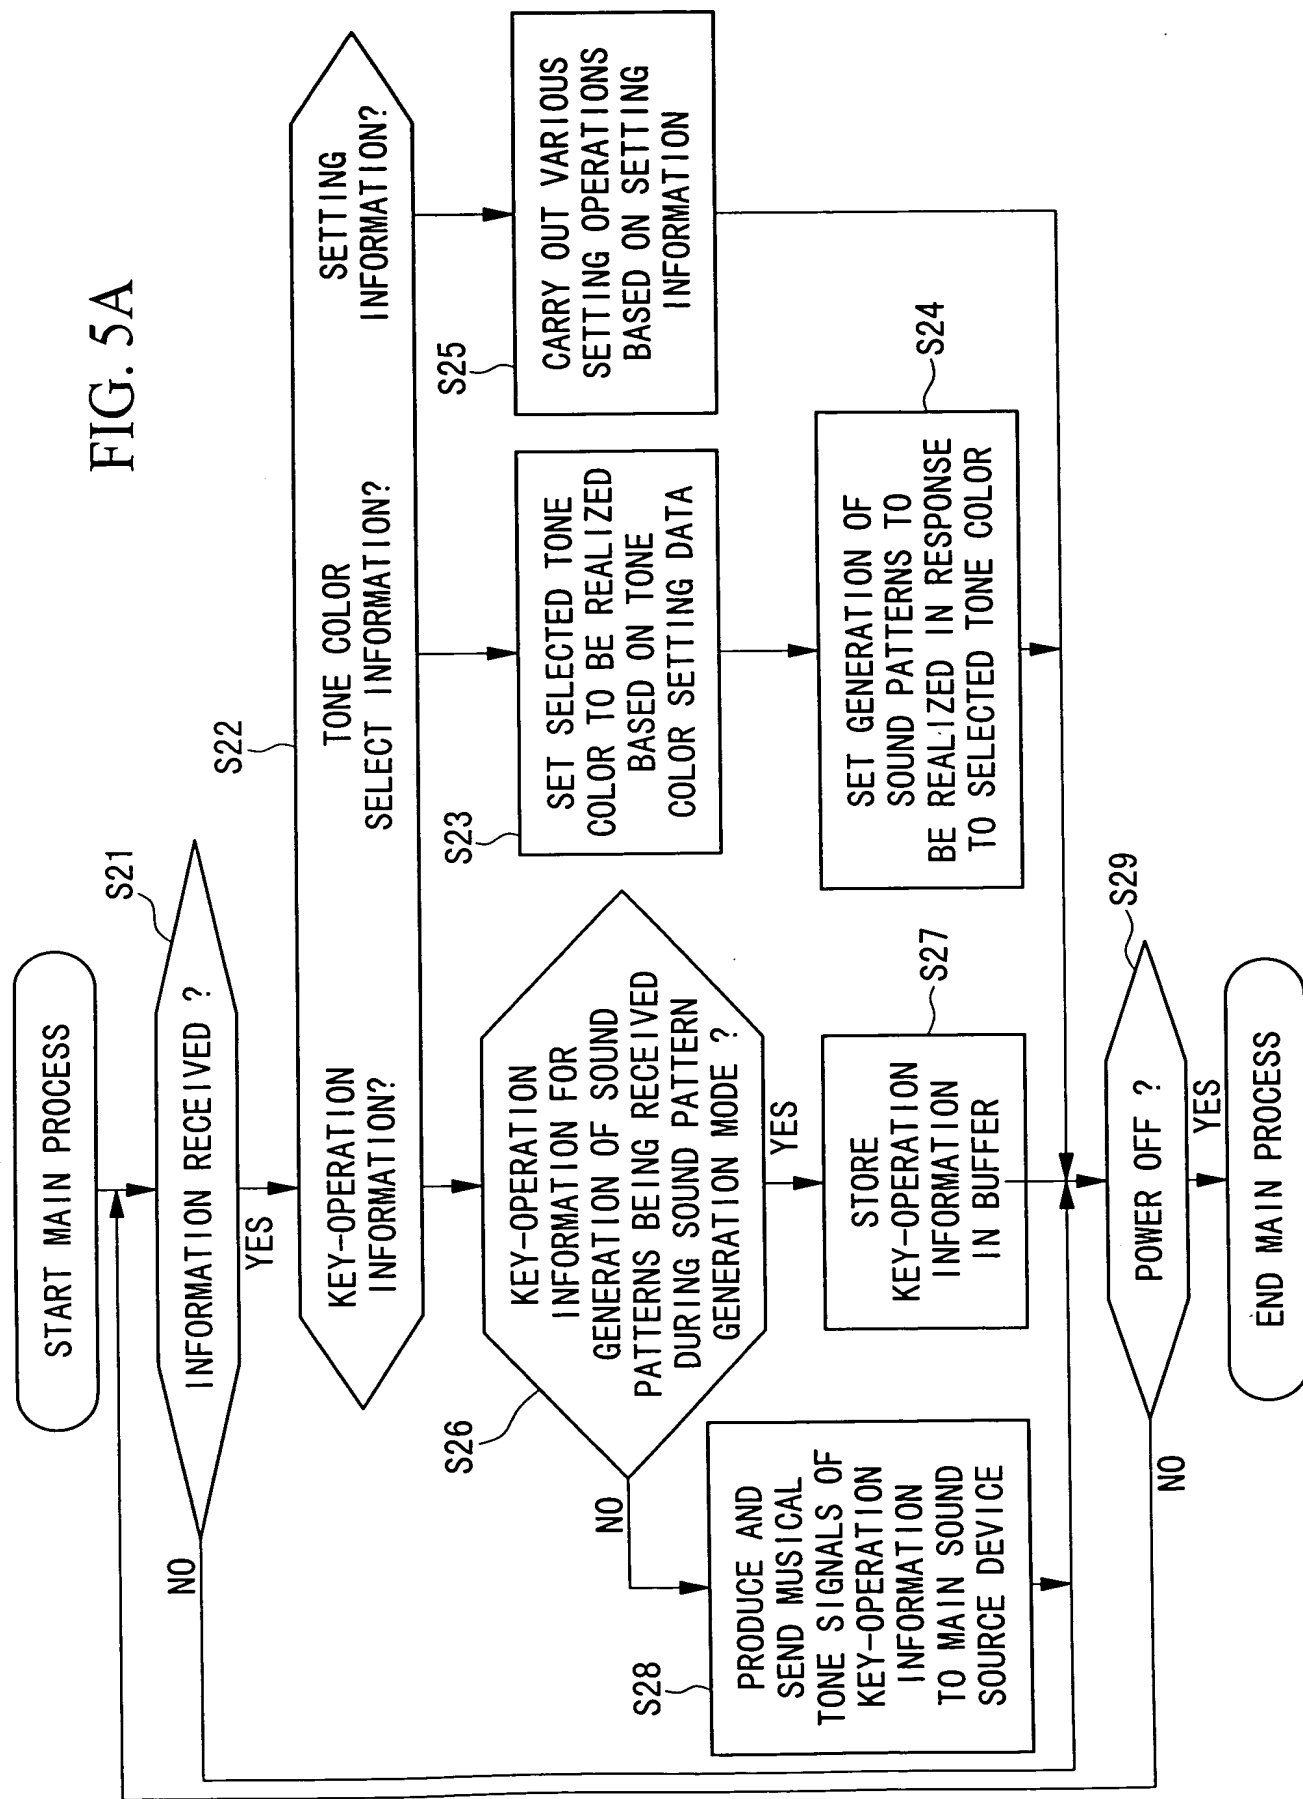 FIG. 5A
START MAIN PROCESS
S21
INFORMATION RECEIVED ?
NO
YES
S22
KEY-OPERATION
INFORMATION?
TONE COLOR
SELECT INFORMATION?
SETTING
INFORMATION?
S26
KEY-OPERATION
INFORMATION FOR
GENERATION OF SOUND
PATTERNS BEING RECEIVED
DURING SOUND PATTERN
GENERATION MODE ?
NO
YES
S23
SET SELECTED TONE
COLOR TO BE REALIZED
BASED ON TONE
COLOR SETTING DATA
S25
CARRY OUT VARIOUS
SETTING OPERATIONS
BASED ON SETTING
INFORMATION
S28
PRODUCE AND
SEND MUSICAL
TONE SIGNALS OF
KEY-OPERATION
INFORMATION
TO MAIN SOUND
SOURCE DEVICE
S27
STORE
KEY-OPERATION
INFORMATION
IN BUFFER
S24
SET GENERATION OF
SOUND PATTERNS TO
BE REALIZED IN RESPONSE
TO SELECTED TONE COLOR
S29
POWER OFF ?
NO
YES
END MAIN PROCESS